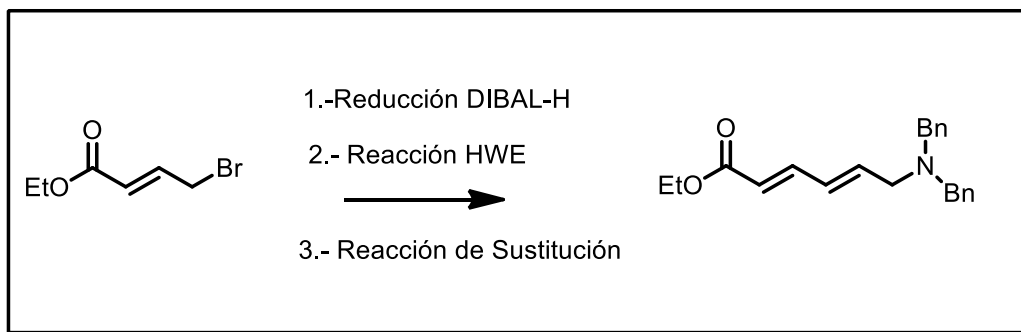 1.-Reducción DIBAL-H
2.- Reacción HWE
3.- Reacción de Sustitución
O
EtO
Br
O
EtO
Bn
N
Bn